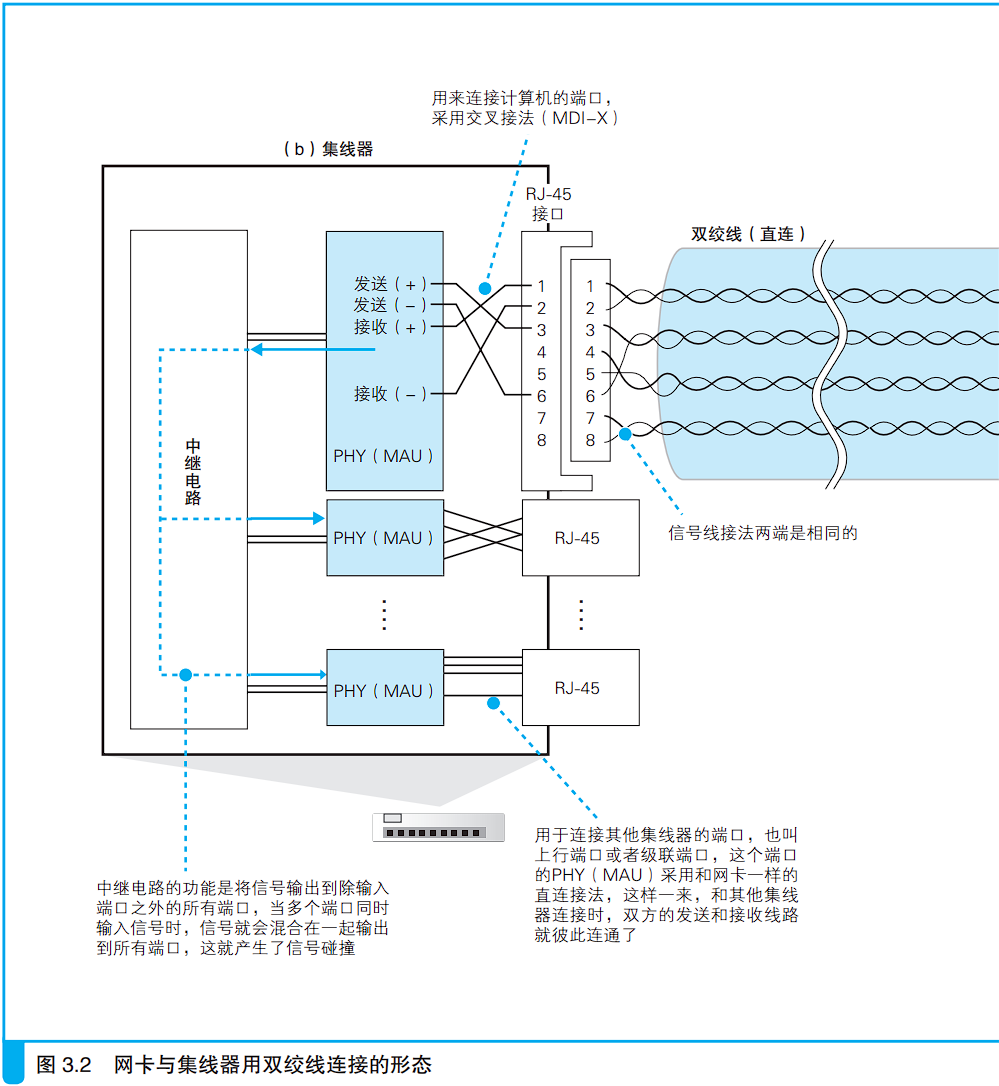 用来连接计算机的端口，
采用交叉接法（MDI-X）
（b）集线器
RJ-45
接口
双绞线（直连）
发送（+）
发送（-）
接收（+）
接收（-）
PHY（MAU）
1
2
3
4
5
6
7
8
1
2
3
4
5
6
7
8
中继电路
PHY（MAU）
RJ-45
信号线接法两端是相同的
PHY（MAU）
RJ-45
用于连接其他集线器的端口，也叫
上行端口或者级联端口，这个端口
的PHY（MAU）采用和网卡一样的
直连接法，这样一来，和其他集线
器连接时，双方的发送和接收线路
就彼此连通了
中继电路的功能是将信号输出到除输入
端口之外的所有端口，当多个端口同时
输入信号时，信号就会混合在一起输出
到所有端口，这就产生了信号碰撞
图 3.2 网卡与集线器用双绞线连接的形态